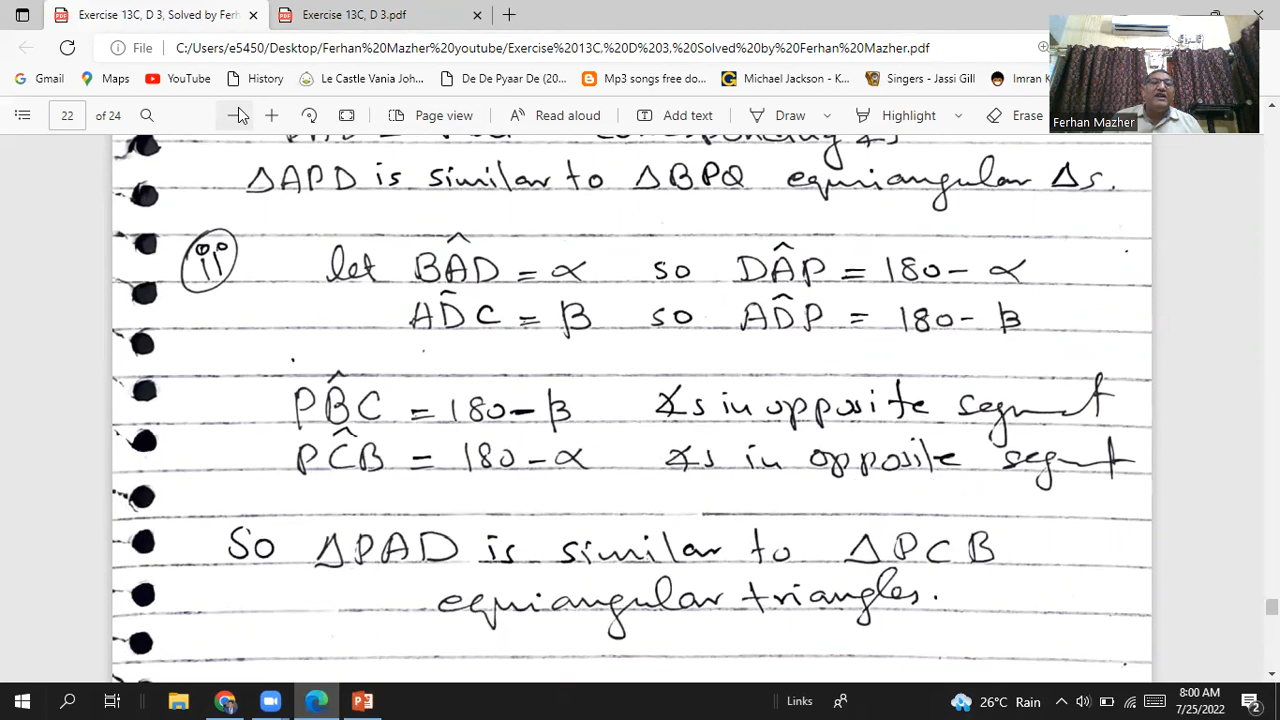 Exercise 13C, D 3, Solved by Fer
Exercise 13C, D 3.pdf
File
C:/Users/e5450/Desktop/Ferhan%20Maz
Exercise%2013C,%20D%203,%20Solved%20by%20Ferhan%20Mazher.pdf
Gmail Maps YouTube History Le Castle Vania Joh... De De Pyaar De (20... Mp3 songs free do... Michael Jackson - K... Singers - Jassi Gill Imran K
22 of 24 Page view Read aloud Add text Draw Highlight Erase
Ferhan Mazher
ΔAPD is similar to ΔBPQ equiangular Δs.
ii let BÂD = α so DÂP = 180 - α
AD̂C = β so AD̂P = 180 - β
PB̂C = 180 - β ∡s in opposite segment
PĈB = 180 - α ∡s in opposite segmt
So ΔPAD is similar to ΔPCB
equiangular triangles.
Links 26°C Rain 8:00 AM
7/25/2022 2